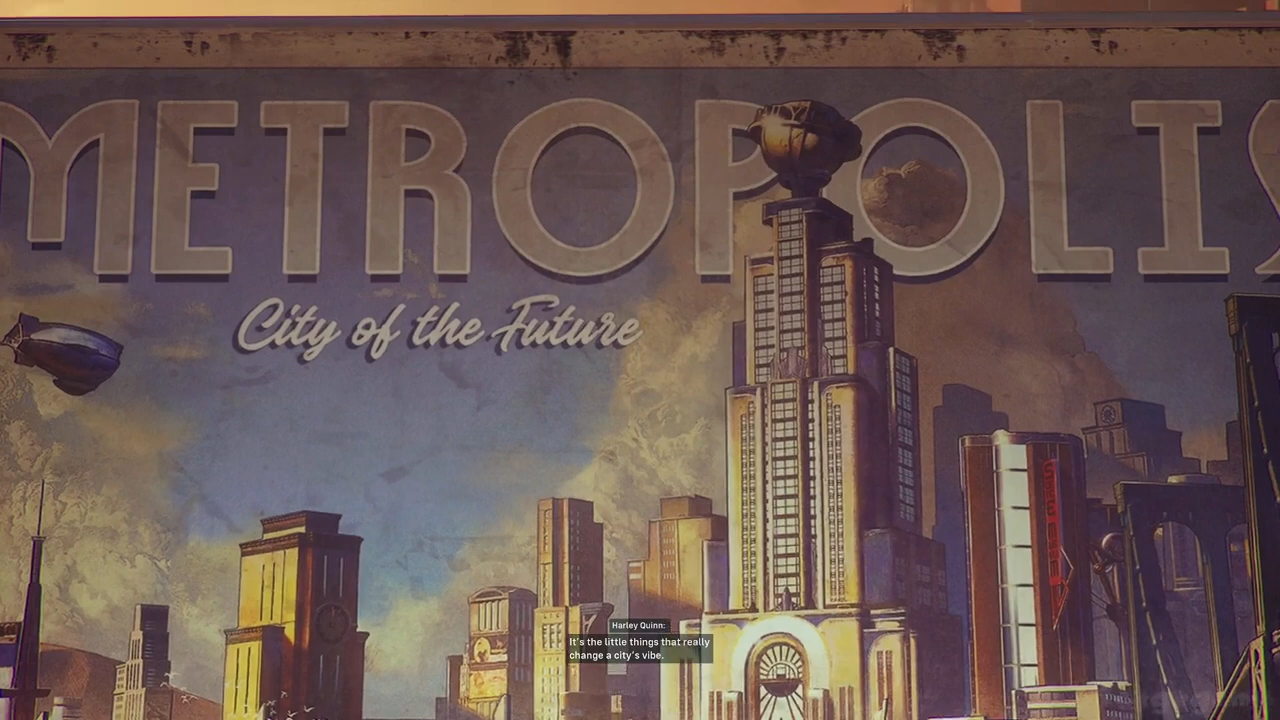 METROPOLIS
City of the Future
Harley Quinn:
It's the little things that really
change a city's vibe.